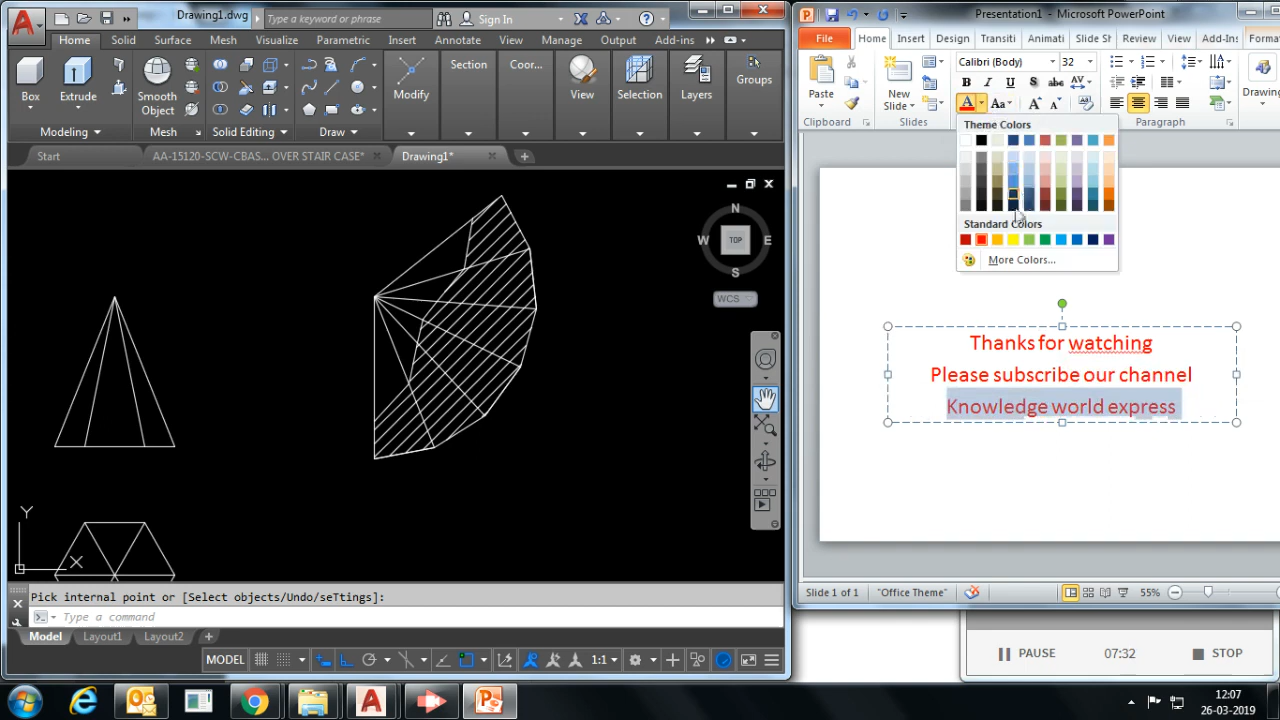 Drawing1.dwg
Type a keyword or phrase
Sign In
Home Solid Surface Mesh Visualize Parametric Insert Annotate View Manage Output Add-ins
Box Extrude Smooth Object Modify Section Coor... View Selection Layers Groups
Modeling Mesh Solid Editing Draw
Start AA-15120-SCW-CBAS... OVER STAIR CASE* Drawing1*
N
W TOP E
S
WCS
Y
X
Pick internal point or [Select objects/Undo/seTtingS]:
Type a command
Model Layout1 Layout2
MODEL 1:1
Presentation1 - Microsoft PowerPoint
File Home Insert Design Transiti Animati Slide Sh Review View Add-Ins Format
Paste New Slide Calibri (Body) 32 Drawing
B I U S abc AV
A Aa A A
Clipboard Slides Paragraph
Theme Colors
Standard Colors
More Colors...
Thanks for watching
Please subscribe our channel
Knowledge world express
Slide 1 of 1 "Office Theme" 55%
PAUSE 07:32 STOP
12:07
26-03-2019